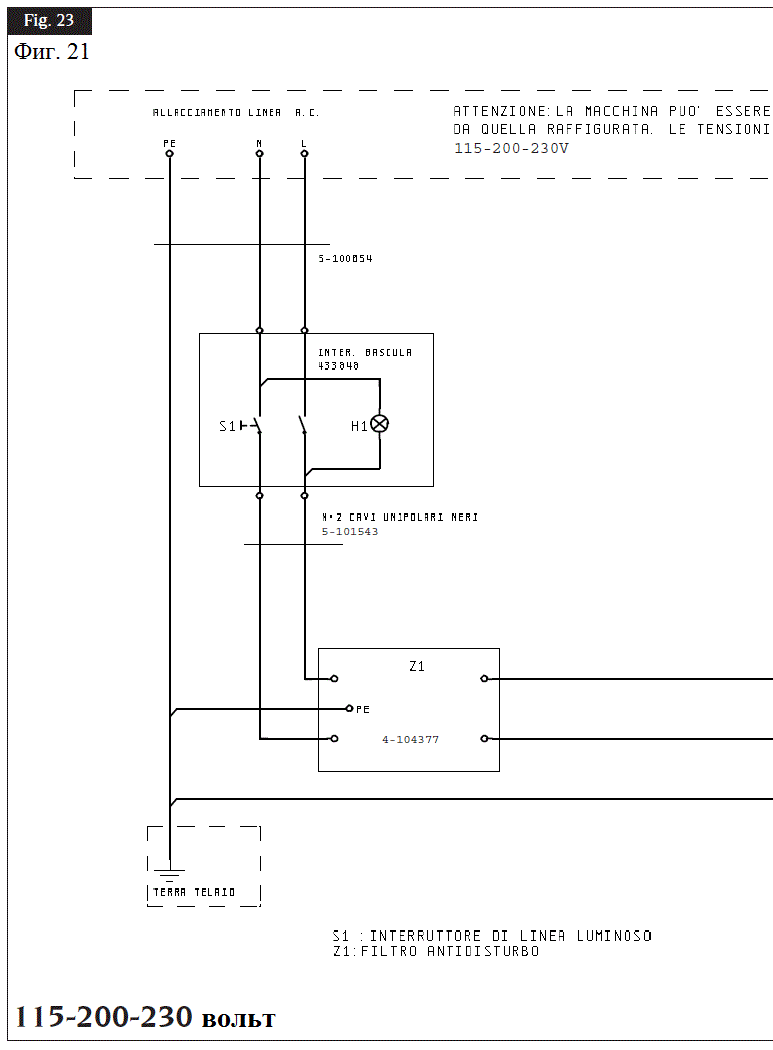 Fig. 23
Фиг. 21
ALLACCIAMENTO LINEA A.C.
ATTENZIONE: LA MACCHINA PUO' ESSERE
DA QUELLA RAFFIGURATA. LE TENSIONI
115-200-230V
PE N L
5-100854
INTER. BASCULA
433040
S1 H1
N•2 CAVI UNIPOLARI NERI
5-101543
Z1
PE
4-104377
TERRA TELAIO
S1 : INTERRUTTORE DI LINEA LUMINOSO
Z1: FILTRO ANTIDISTURBO
115-200-230 вольт